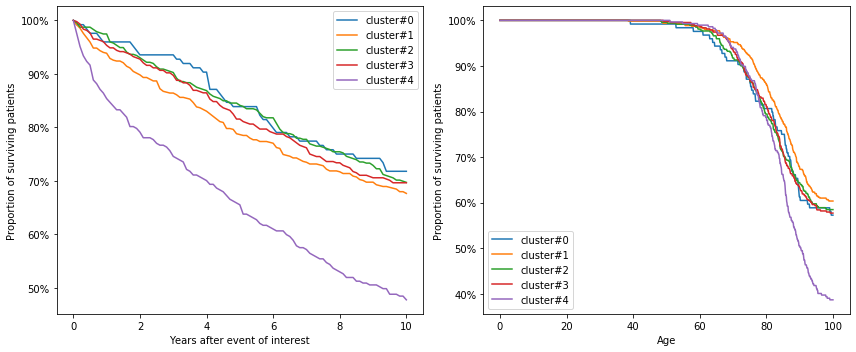 Proportion of surviving patients
100%
90%
80%
70%
60%
50%
0
2
4
6
8
10
Years after event of interest
cluster#0
cluster#1
cluster#2
cluster#3
cluster#4
Proportion of surviving patients
100%
90%
80%
70%
60%
50%
40%
0
20
40
60
80
100
Age
cluster#0
cluster#1
cluster#2
cluster#3
cluster#4